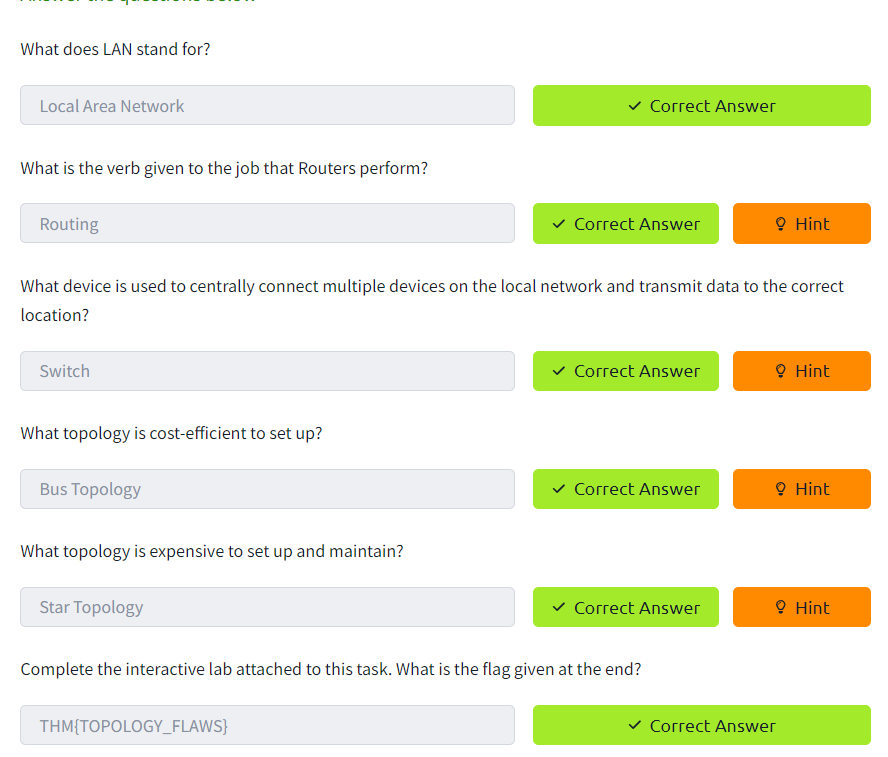 Answer the questions below
What does LAN stand for?
Local Area Network
Correct Answer
What is the verb given to the job that Routers perform?
Routing
Correct Answer
Hint
What device is used to centrally connect multiple devices on the local network and transmit data to the correct
location?
Switch
Correct Answer
Hint
What topology is cost-efficient to set up?
Bus Topology
Correct Answer
Hint
What topology is expensive to set up and maintain?
Star Topology
Correct Answer
Hint
Complete the interactive lab attached to this task. What is the flag given at the end?
THM{TOPOLOGY_FLAWS}
Correct Answer